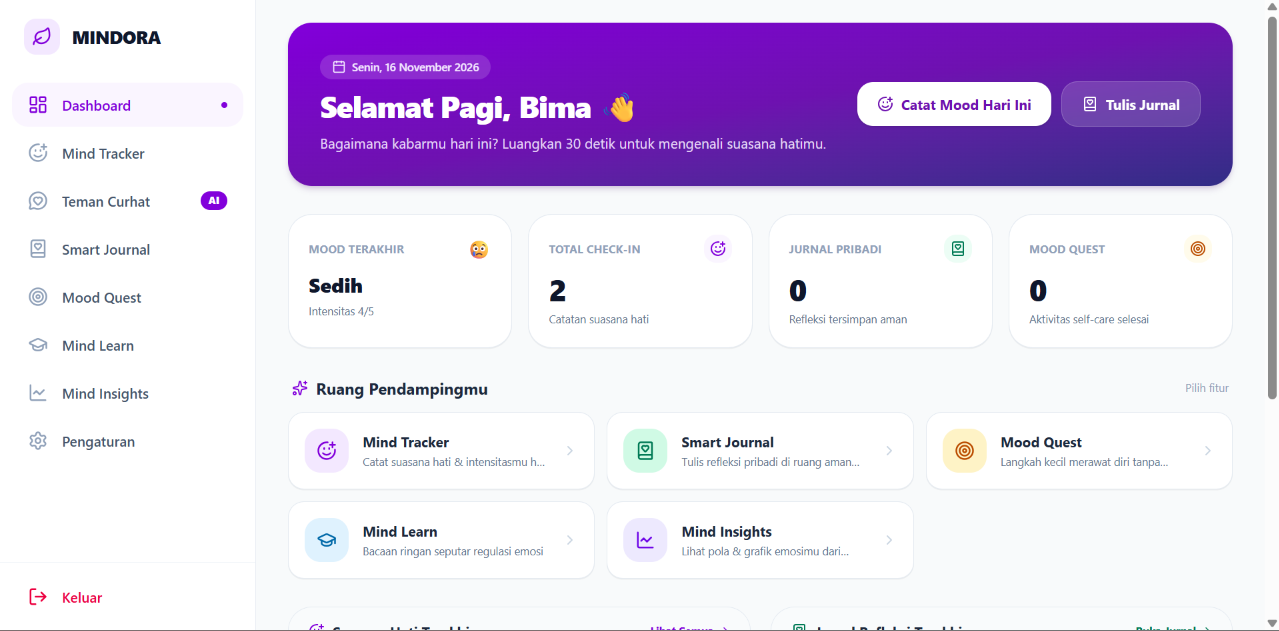 MINDORA
Dashboard
Mind Tracker
Teman Curhat
AI
Smart Journal
Mood Quest
Mind Learn
Mind Insights
Pengaturan
Keluar
Senin, 16 November 2026
Selamat Pagi, Bima 👋
Bagaimana kabarmu hari ini? Luangkan 30 detik untuk mengenali suasana hatimu.
Catat Mood Hari Ini
Tulis Jurnal
MOOD TERAKHIR
Sedih
Intensitas 4/5
TOTAL CHECK-IN
2
Catatan suasana hati
JURNAL PRIBADI
0
Refleksi tersimpan aman
MOOD QUEST
0
Aktivitas self-care selesai
Ruang Pendampingmu
Pilih fitur
Mind Tracker
Catat suasana hati & intensitasmu h...
Smart Journal
Tulis refleksi pribadi di ruang aman...
Mood Quest
Langkah kecil merawat diri tanpa...
Mind Learn
Bacaan ringan seputar regulasi emosi
Mind Insights
Lihat pola & grafik emosimu dari...